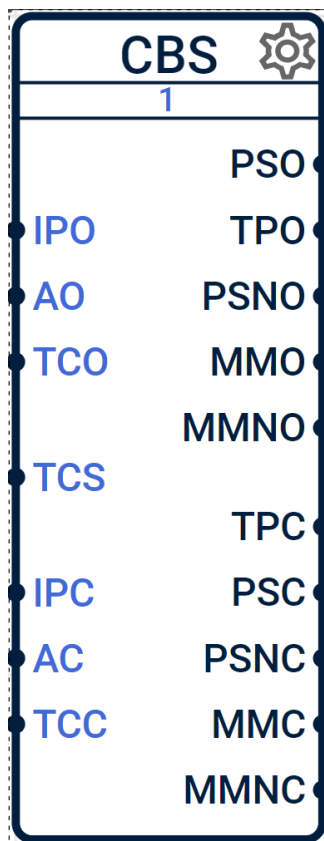 CBS
1
PSO
IPO TPO
AO PSNO
TCO MMO
MMNO
TCS
TPC
IPC PSC
AC PSNC
TCC MMC
MMNC